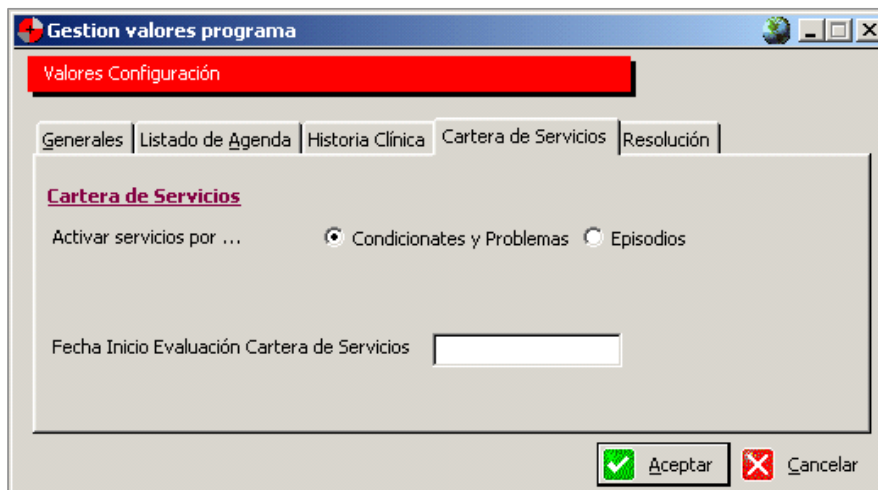 Gestion valores programa
Valores Configuración
Generales Listado de Agenda Historia Clínica Cartera de Servicios Resolución
Cartera de Servicios
Activar servicios por ... Condicionates y Problemas Episodios
Fecha Inicio Evaluación Cartera de Servicios
Aceptar Cancelar